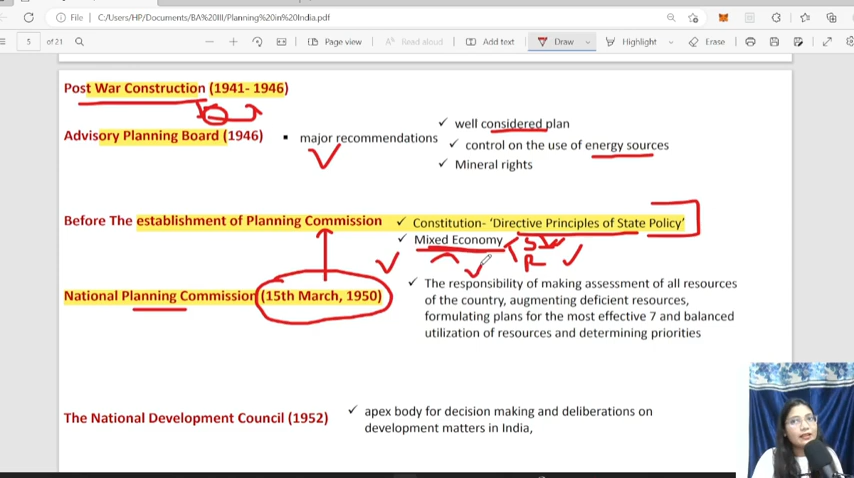 File | C:/Users/HP/Documents/BA%20III/Planning%20in%20India.pdf
5 of 21 Page view Read aloud Add text Draw Highlight Erase
Post War Construction (1941- 1946)
Advisory Planning Board (1946)
▪ major recommendations
✓ well considered plan
✓ control on the use of energy sources
✓ Mineral rights
Before The establishment of Planning Commission
✓ Constitution- ‘Directive Principles of State Policy’
✓ Mixed Economy
R
National Planning Commission (15th March, 1950)
✓ The responsibility of making assessment of all resources
of the country, augmenting deficient resources,
formulating plans for the most effective 7 and balanced
utilization of resources and determining priorities
The National Development Council (1952)
✓ apex body for decision making and deliberations on
development matters in India,